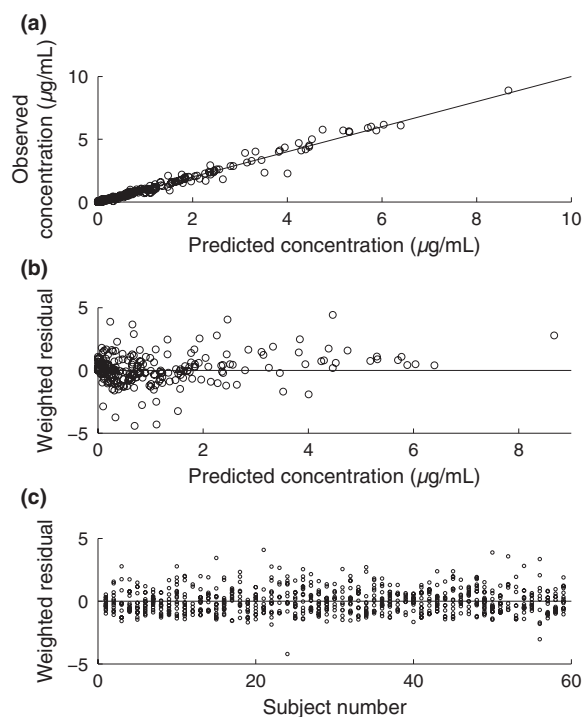 (a)
Observed
concentration (µg/mL)
10
5
0
0 2 4 6 8 10
Predicted concentration (µg/mL)
(b)
Weighted residual
5
0
−5
0 2 4 6 8
Predicted concentration (µg/mL)
(c)
Weighted residual
5
0
−5
0 20 40 60
Subject number